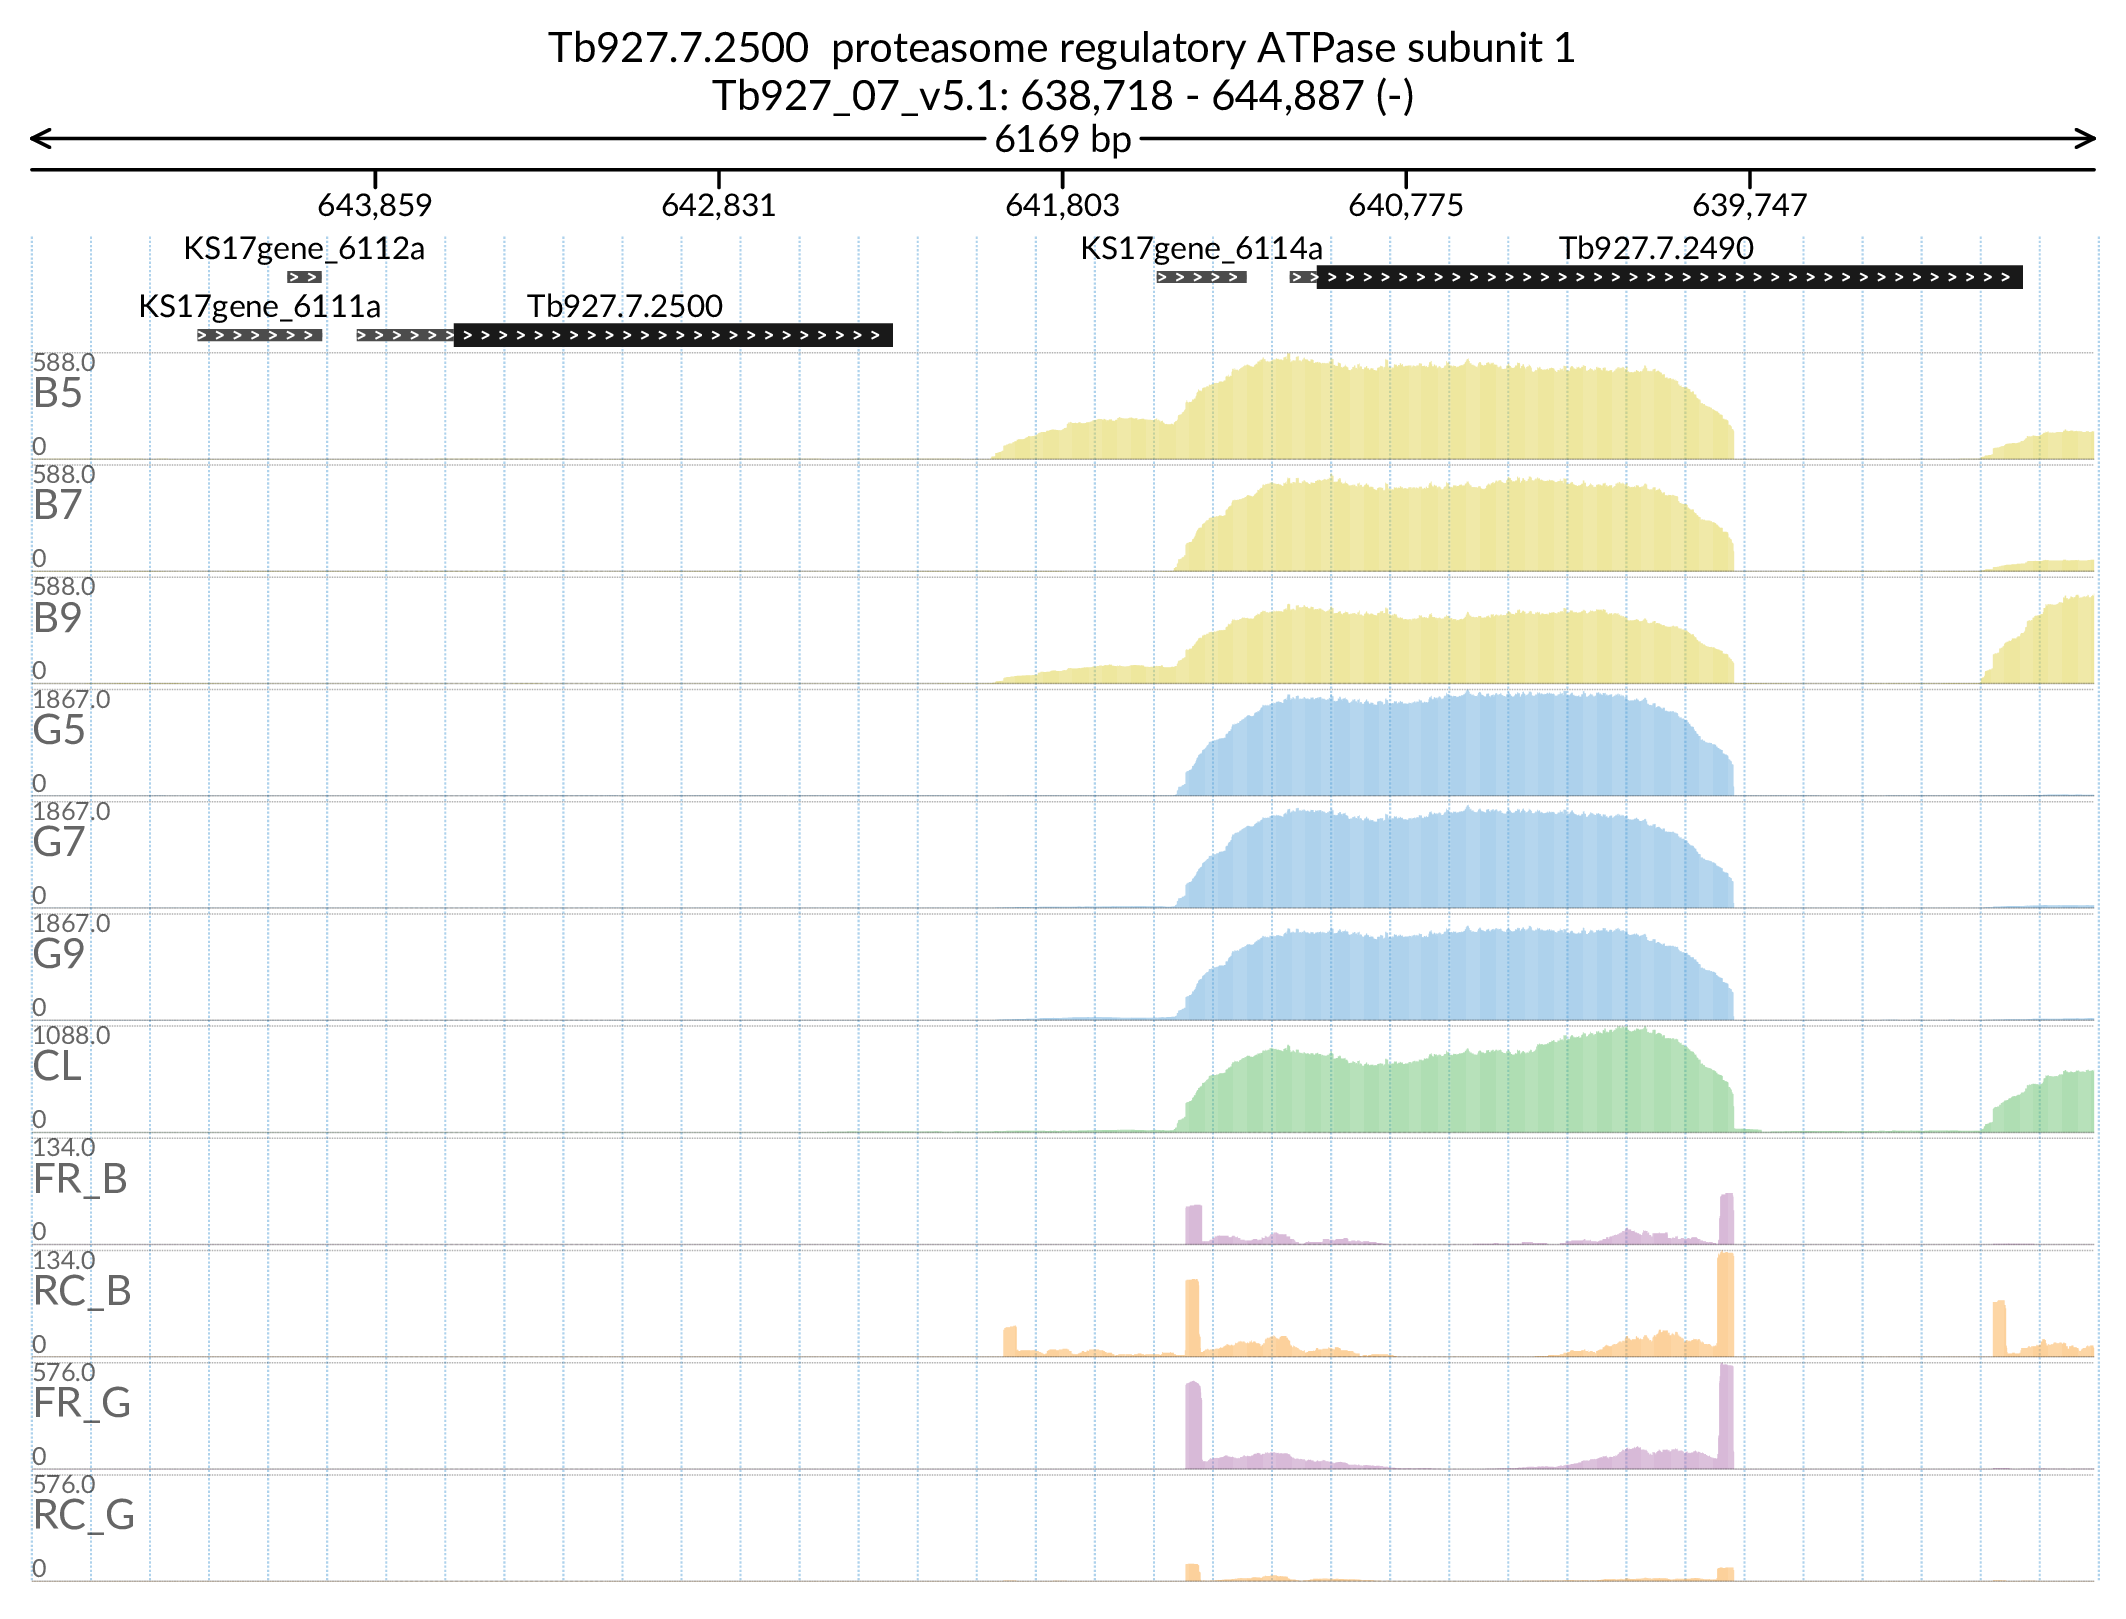 Tb927.7.2500 proteasome regulatory ATPase subunit 1
Tb927_07_v5.1: 638,718 - 644,887 (-)
6169 bp
643,859 642,831 641,803 640,775 639,747
KS17gene_6112a KS17gene_6114a Tb927.7.2490
KS17gene_6111a Tb927.7.2500
588.0
B5
0
588.0
B7
0
588.0
B9
0
1867.0
G5
0
1867.0
G7
0
1867.0
G9
0
1088.0
CL
0
134.0
FR_B
0
134.0
RC_B
0
576.0
FR_G
0
576.0
RC_G
0